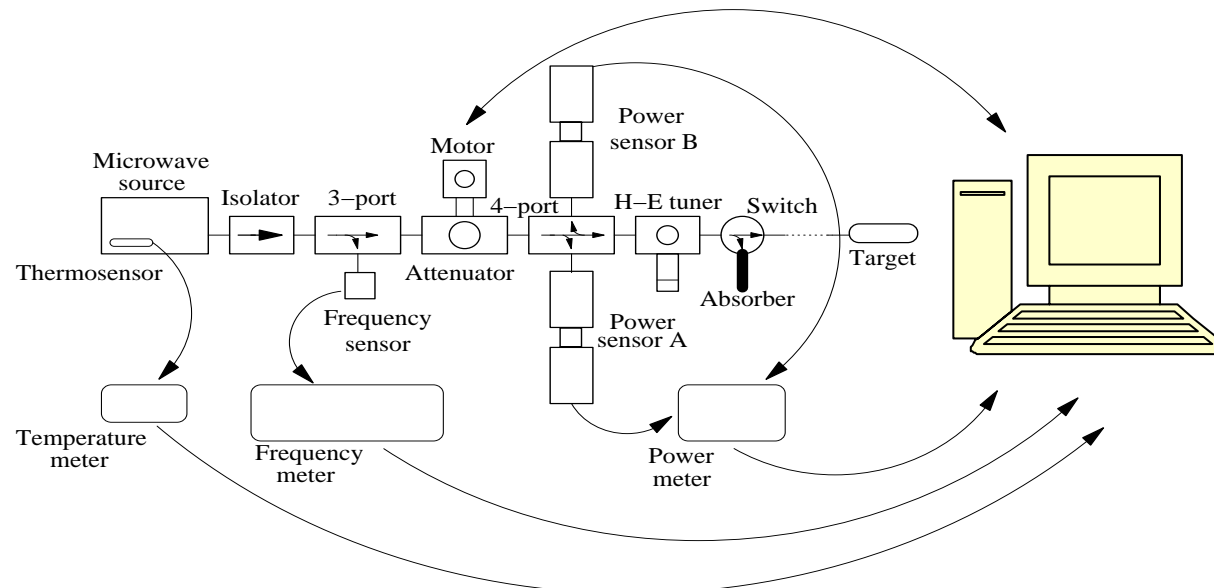 Power
sensor B
Motor
Microwave
source
Isolator
3−port
4−port
H−E tuner
Switch
Thermosensor
Attenuator
Target
Absorber
Frequency
sensor
Power
sensor A
Temperature
meter
Frequency
meter
Power
meter